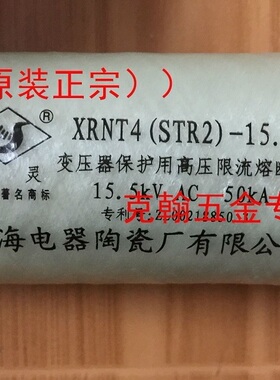 原装正宗））
®
XRNT4(STR2)-15.
灵
变压器保护用高压限流熔断
著名商标
15.5kV AC 50kA
专利号:
海电器陶瓷厂有限公
克翰五金专